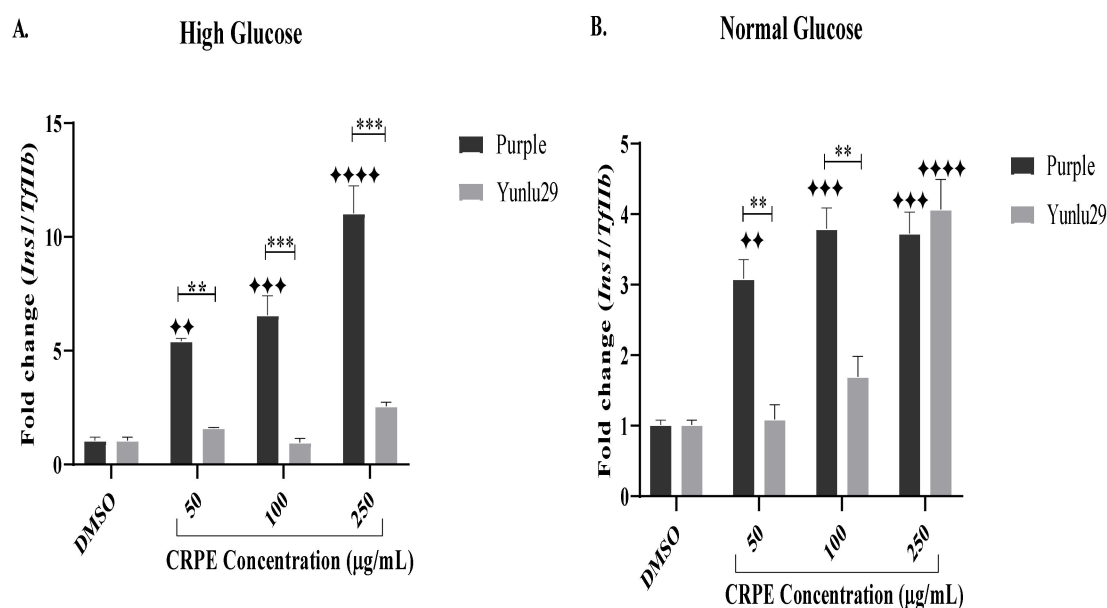 A.
High Glucose
Fold change (Ins1/TfIIb)
15
10
5
0
✦✦
**
✦✦✦
***
✦✦✦✦
***
Purple
Yunlu29
DMSO
50
100
250
CRPE Concentration (µg/mL)
B.
Normal Glucose
Fold change (Ins1/TfIIb)
5
4
3
2
1
0
✦✦
**
✦✦✦
**
✦✦✦
✦✦✦✦
Purple
Yunlu29
DMSO
50
100
250
CRPE Concentration (µg/mL)